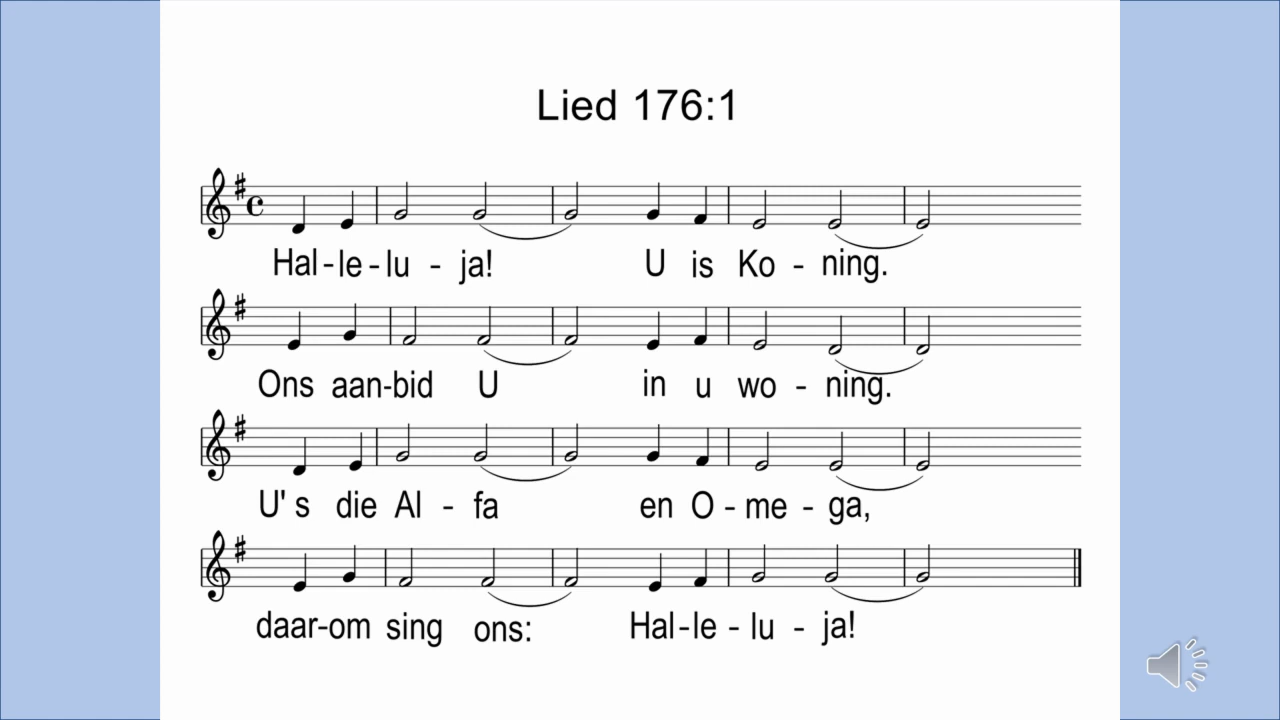 Lied 176:1
Hal-le-lu - ja! U is Ko - ning.
Ons aan-bid U in u wo - ning.
U's die Al - fa en O - me - ga,
daar-om sing ons: Hal-le - lu - ja!